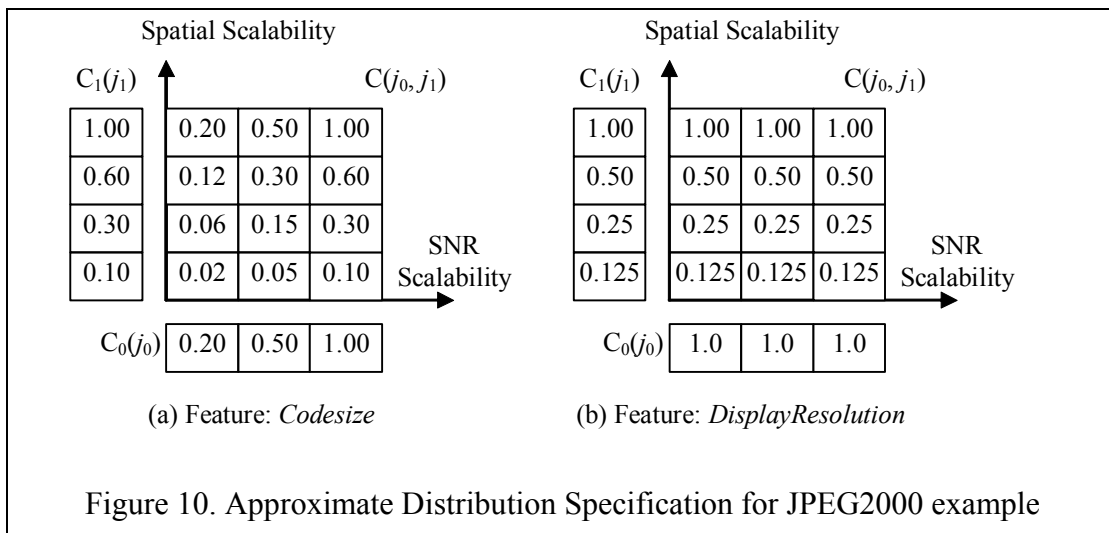 Spatial Scalability
C₁(j₁) C(j₀, j₁)
1.00 0.20 0.50 1.00
0.60 0.12 0.30 0.60
0.30 0.06 0.15 0.30
0.10 0.02 0.05 0.10
SNR
Scalability
C₀(j₀) 0.20 0.50 1.00
(a) Feature: Codesize
Spatial Scalability
C₁(j₁) C(j₀, j₁)
1.00 1.00 1.00 1.00
0.50 0.50 0.50 0.50
0.25 0.25 0.25 0.25
0.125 0.125 0.125 0.125
SNR
Scalability
C₀(j₀) 1.0 1.0 1.0
(b) Feature: DisplayResolution
Figure 10. Approximate Distribution Specification for JPEG2000 example